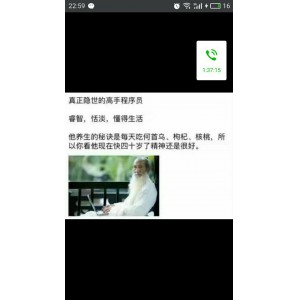 22:59
16
1:37:15
真正隐世的高手程序员
睿智，恬淡，懂得生活
他养生的秘诀是每天吃何首乌、枸杞、核桃，所
以你看他现在快四十岁了精神还是很好。